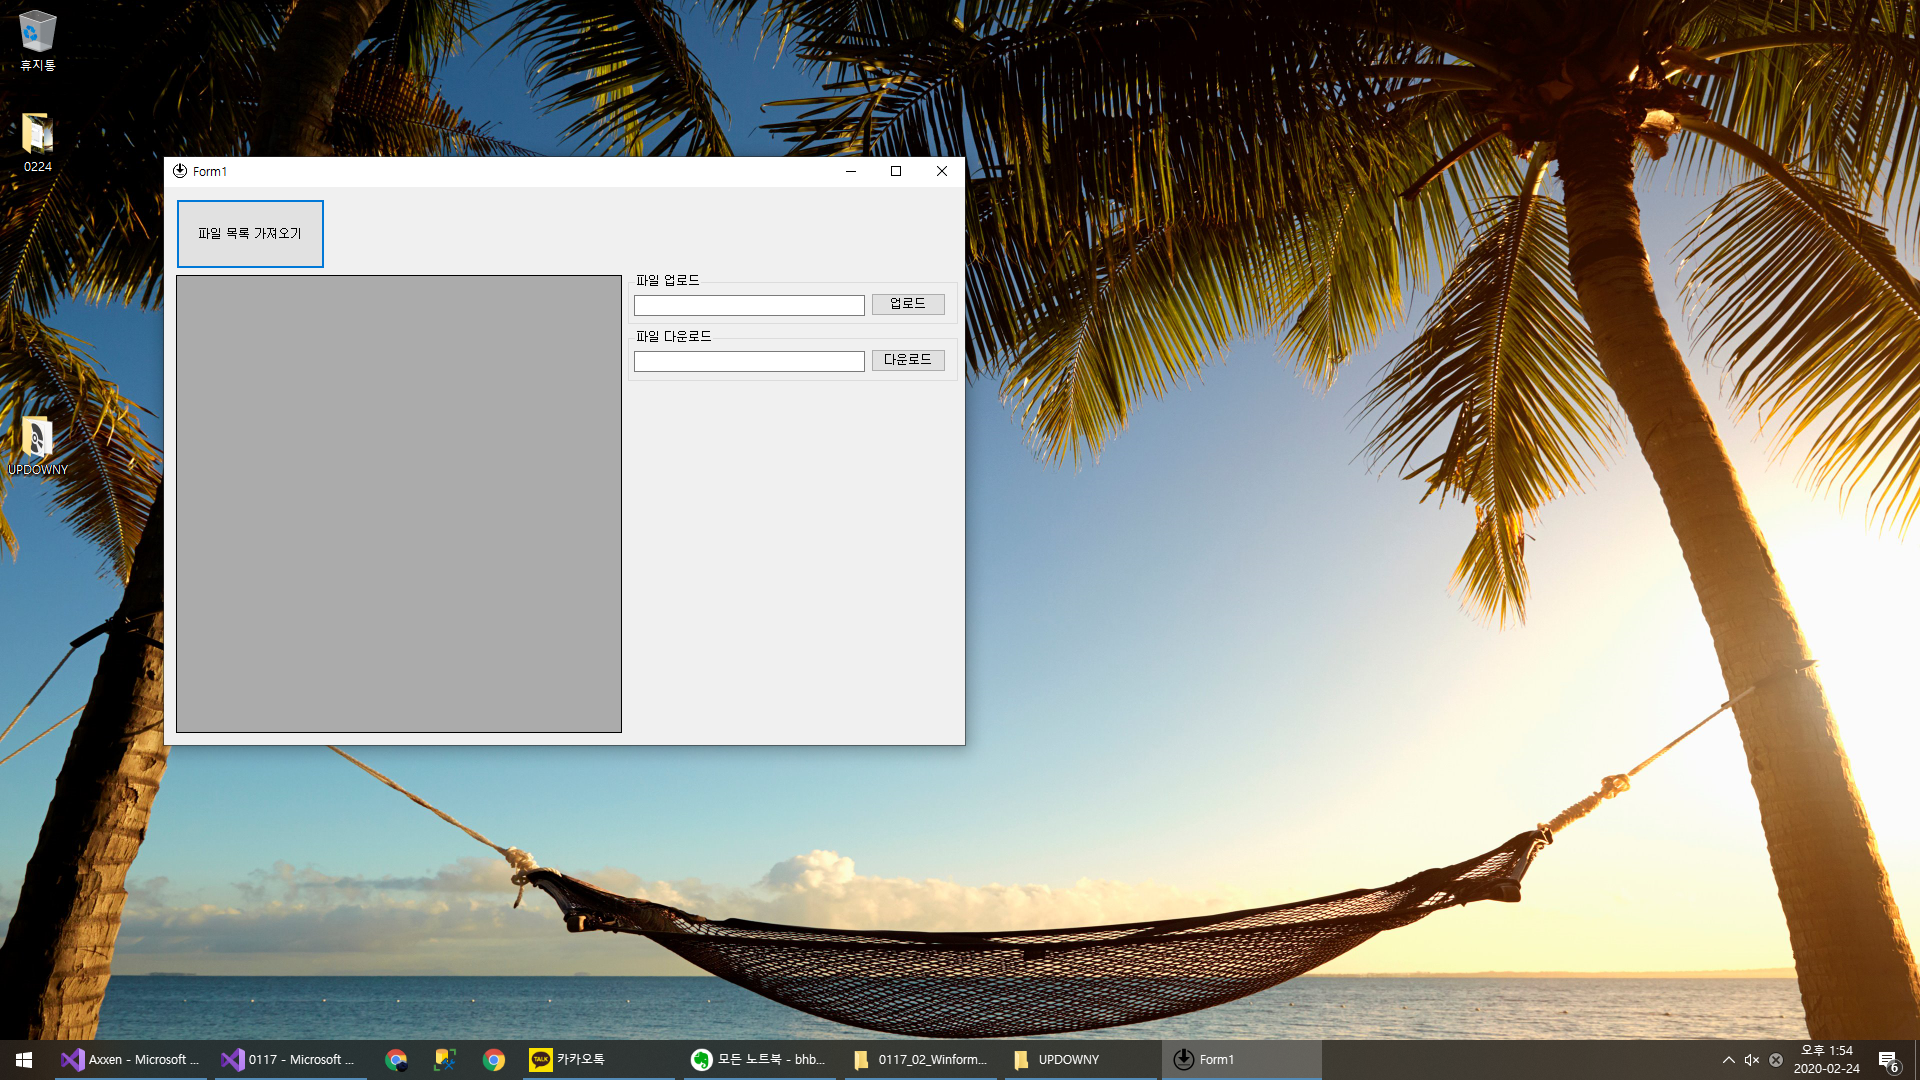 휴지통
0224
UPDOWNY
Form1
파일 목록 가져오기
파일 업로드
업로드
파일 다운로드
다운로드
Axxen - Microsoft ...
0117 - Microsoft ...
TALK
카카오톡
모든 노트북 - bhb...
0117_02_Winform...
UPDOWNY
Form1
오후 1:54
2020-02-24
6